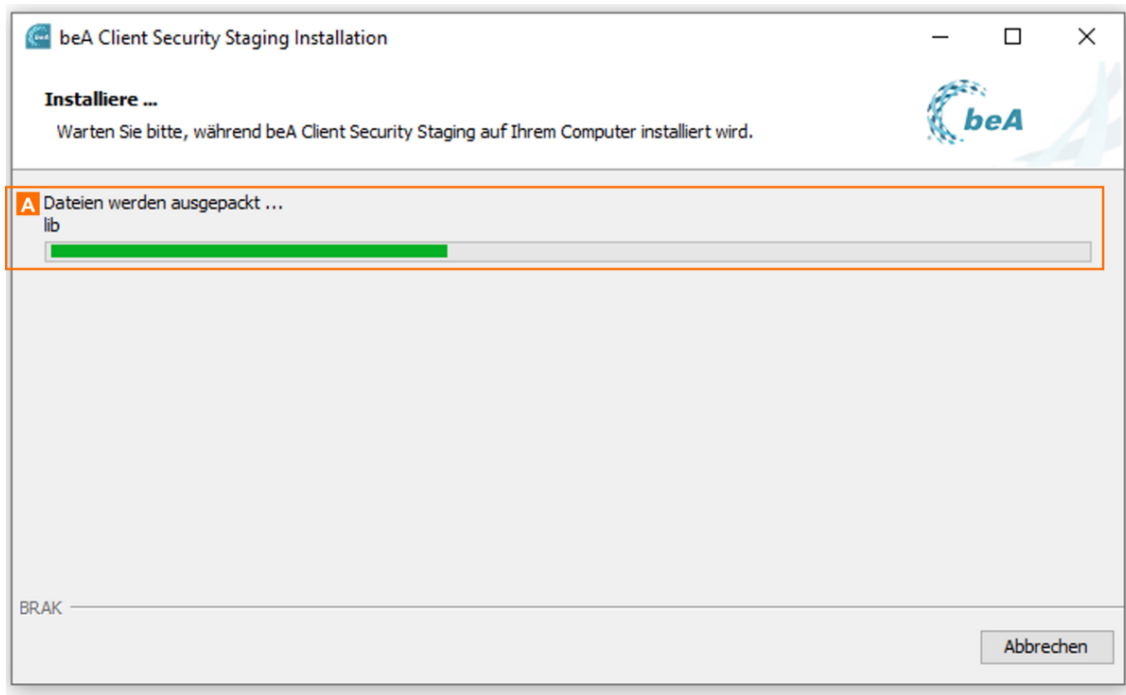 beA Client Security Staging Installation
Installiere ...
Warten Sie bitte, während beA Client Security Staging auf Ihrem Computer installiert wird.
beA
A Dateien werden ausgepackt ...
lib
BRAK
Abbrechen